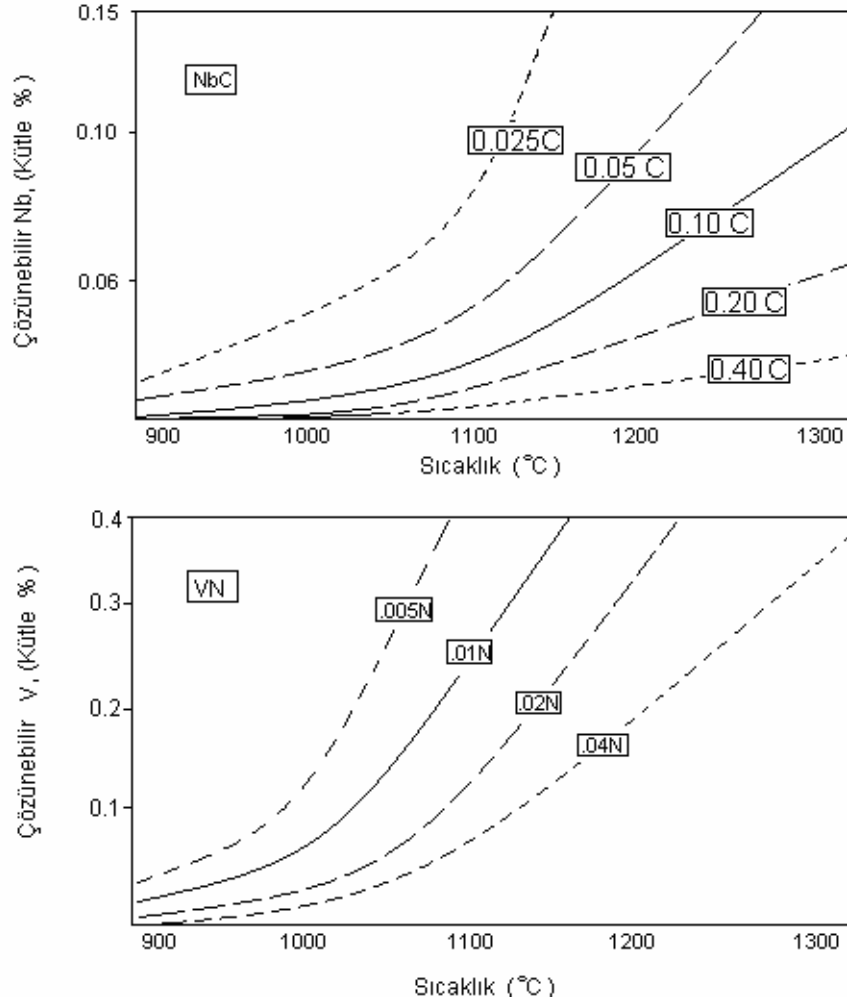 Çözünebilir Nb, (Kütle %)
0.15
0.10
0.06
NbC
0.025C
0.05 C
0.10 C
0.20 C
0.40 C
900 1000 1100 1200 1300
Sıcaklık (°C)
Çözünebilir V, (Kütle %)
0.4
0.3
0.2
0.1
VN
.005N
.01N
.02N
.04N
900 1000 1100 1200 1300
Sıcaklık (°C)